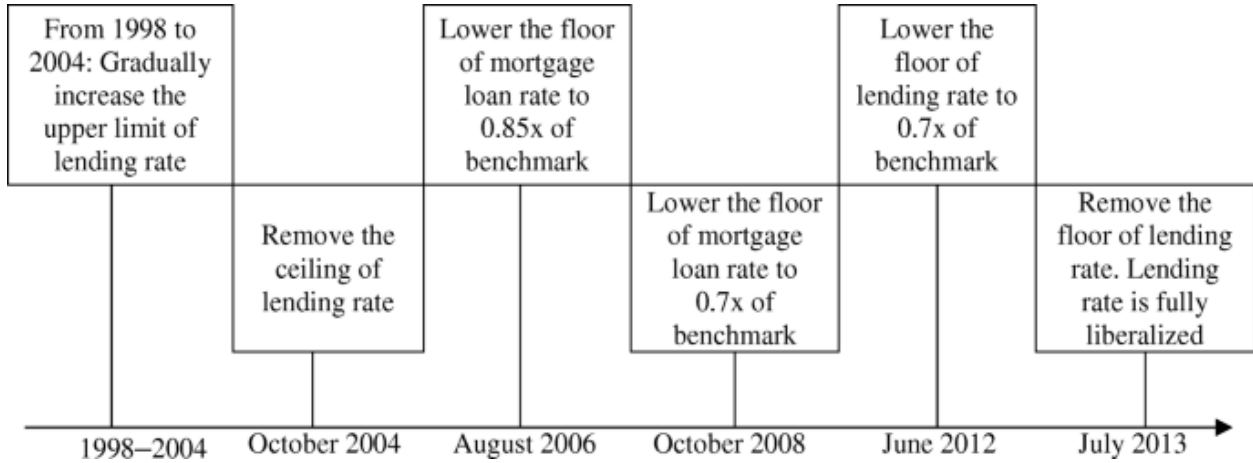 From 1998 to
2004: Gradually
increase the
upper limit of
lending rate
Remove the
ceiling of
lending rate
Lower the floor
of mortgage
loan rate to
0.85x of
benchmark
Lower the floor
of mortgage
loan rate to
0.7x of
benchmark
Lower the
floor of
lending rate to
0.7x of
benchmark
Remove the
floor of lending
rate. Lending
rate is fully
liberalized
1998–2004
October 2004
August 2006
October 2008
June 2012
July 2013